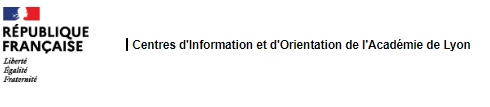 RÉPUBLIQUE
FRANÇAISE
Liberté
Égalité
Fraternité
Centres d'Information et d'Orientation de l'Académie de Lyon